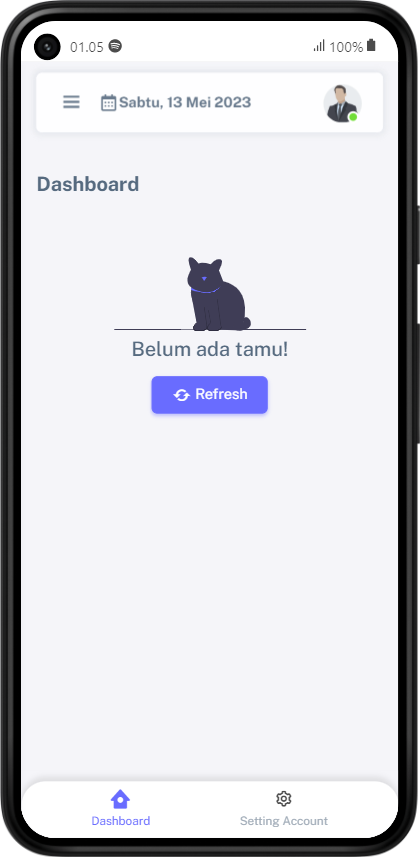 01.05
100%
Sabtu, 13 Mei 2023
Dashboard
Belum ada tamu!
Refresh
Dashboard
Setting Account